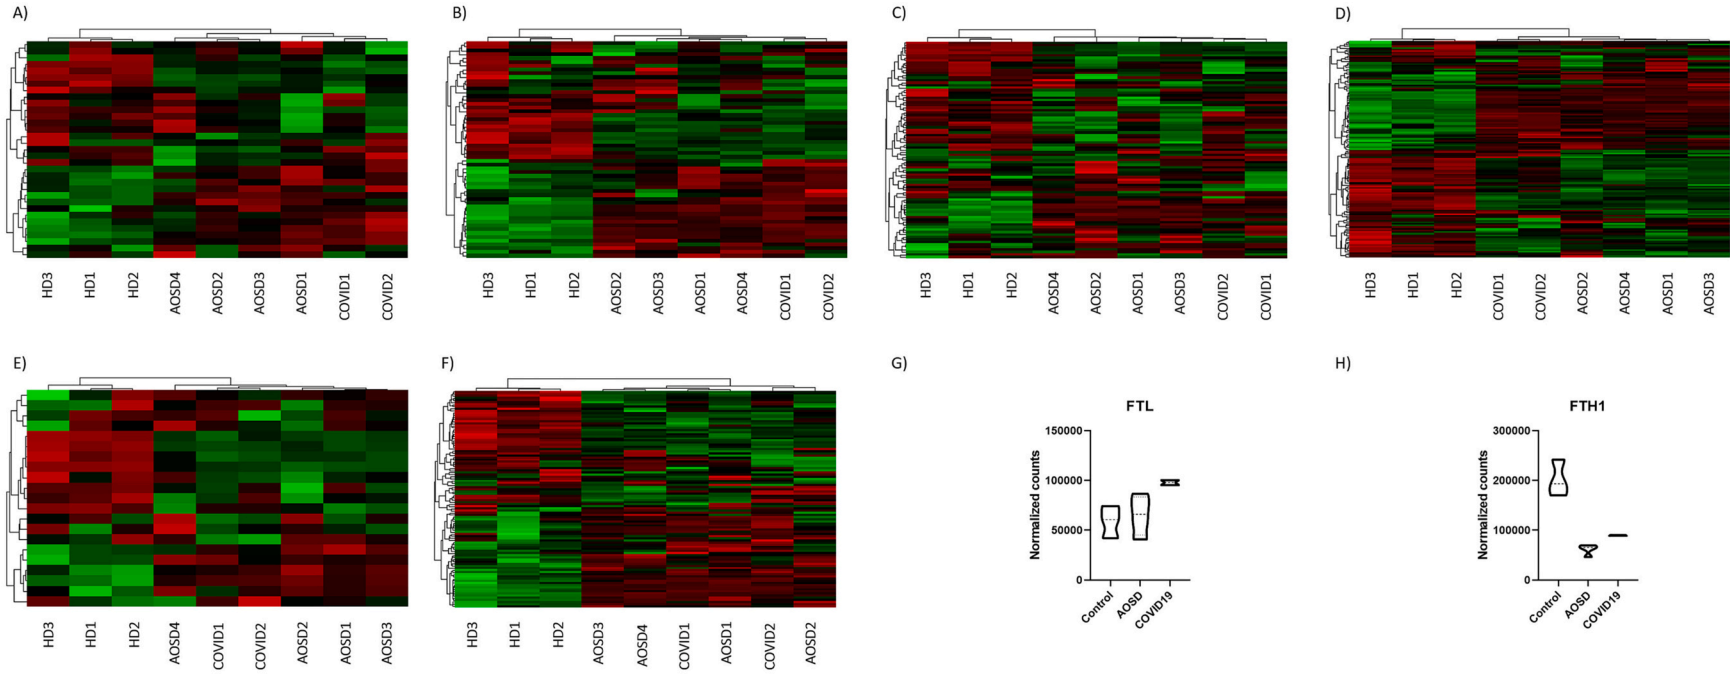 A)
HD3 HD1 HD2 AOSD4 AOSD2 AOSD3 AOSD1 COVID1 COVID2
B)
HD3 HD1 HD2 AOSD2 AOSD3 AOSD1 AOSD4 COVID1 COVID2
C)
HD3 HD1 HD2 AOSD4 AOSD2 AOSD1 AOSD3 COVID2 COVID1
D)
HD3 HD1 HD2 COVID1 COVID2 AOSD2 AOSD4 AOSD1 AOSD3
E)
HD3 HD1 HD2 AOSD4 COVID1 COVID2 AOSD2 AOSD1 AOSD3
F)
HD3 HD1 HD2 AOSD3 AOSD4 COVID1 AOSD1 COVID2 AOSD2
G)
FTL
Normalized counts
150000
100000
50000
0
Control AOSD COVID19
H)
FTH1
Normalized counts
300000
200000
100000
0
Control AOSD COVID19